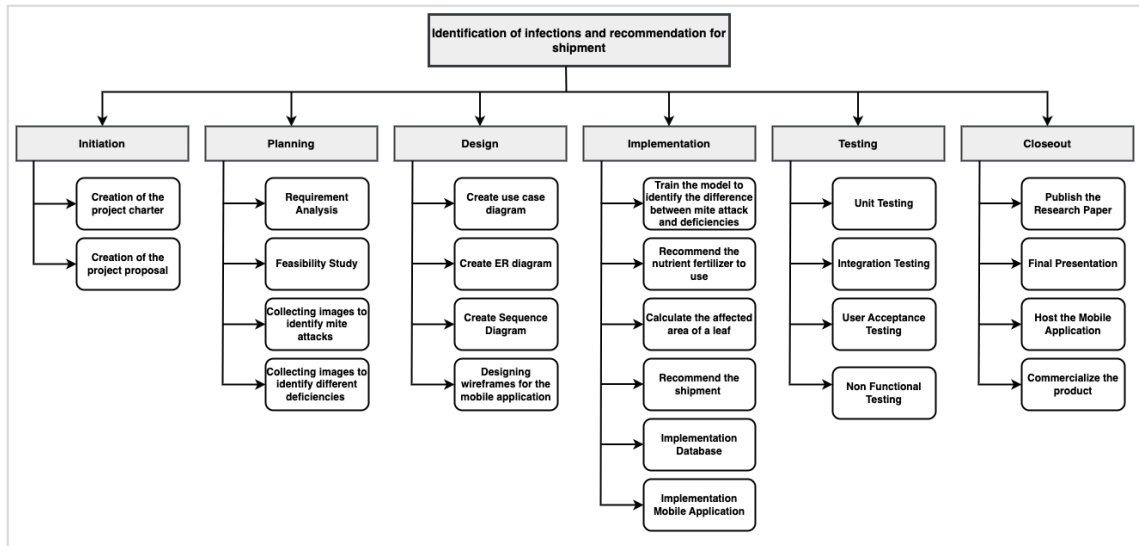 Identification of infections and recommendation for
shipment
Initiation
Planning
Design
Implementation
Testing
Closeout
Creation of the
project charter
Creation of the
project proposal
Requirement
Analysis
Feasibility Study
Collecting images to
identify mite
attacks
Collecting images to
identify different
deficiencies
Create use case
diagram
Create ER diagram
Create Sequence
Diagram
Designing
wireframes for the
mobile application
Train the model to
identify the difference
between mite attack
and deficiencies
Recommend the
nutrient fertilizer to
use
Calculate the affected
area of a leaf
Recommend the
shipment
Implementation
Database
Implementation
Mobile Application
Unit Testing
Integration Testing
User Acceptance
Testing
Non Functional
Testing
Publish the
Research Paper
Final Presentation
Host the Mobile
Application
Commercialize the
product